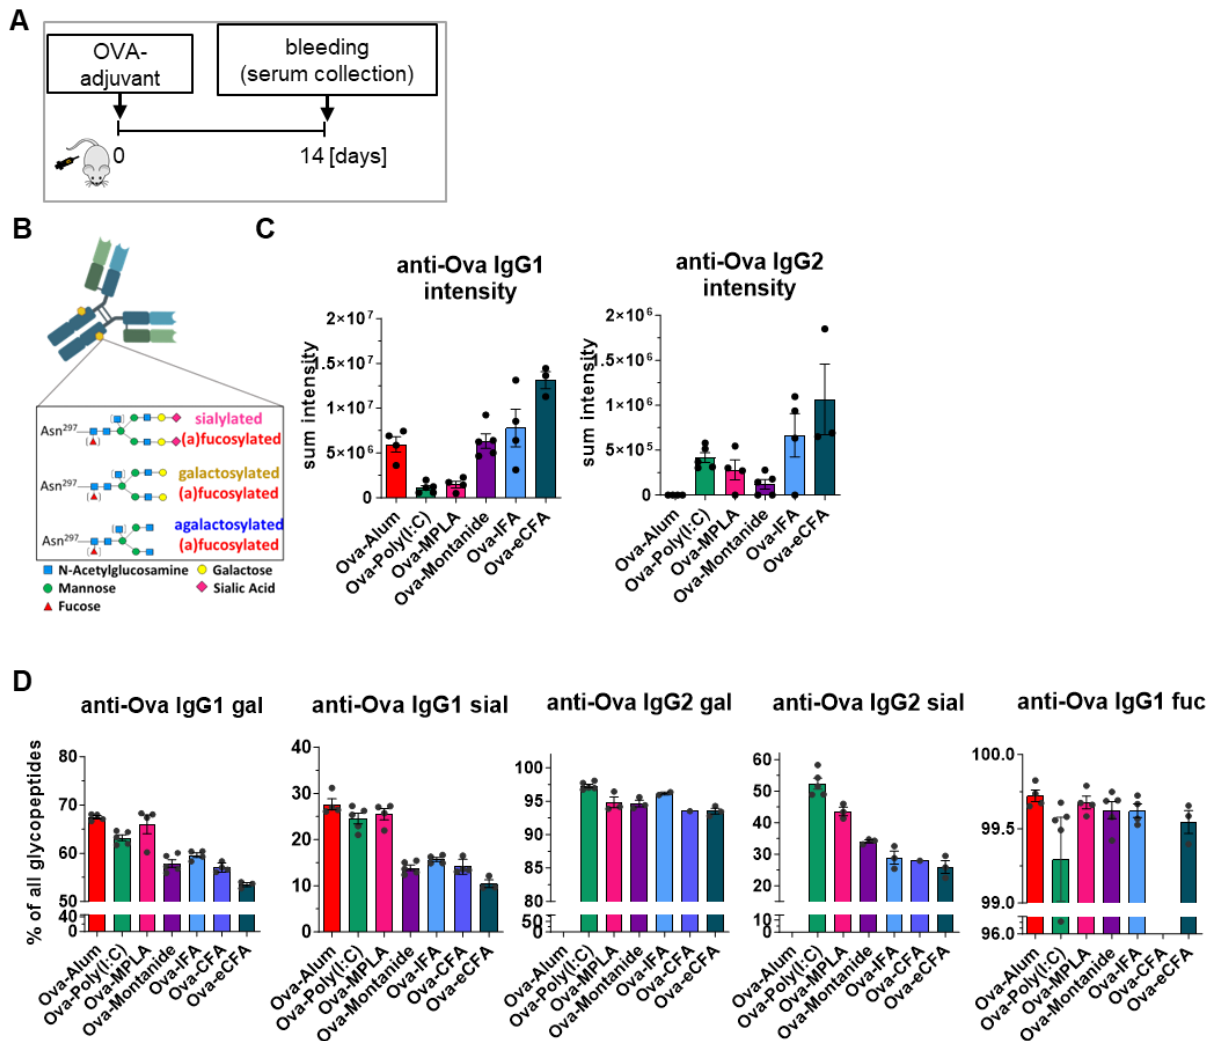 A
OVA-
adjuvant
bleeding
(serum collection)
0
14 [days]
B
Asn297
sialylated
(a)fucosylated
Asn297
galactosylated
(a)fucosylated
Asn297
agalactosylated
(a)fucosylated
N-Acetylglucosamine
Galactose
Mannose
Sialic Acid
Fucose
C
anti-Ova IgG1
intensity
sum intensity
2×10⁷
1.5×10⁷
1×10⁷
5×10⁶
0
Ova-Alum
Ova-Poly(I:C)
Ova-MPLA
Ova-Montanide
Ova-IFA
Ova-eCFA
anti-Ova IgG2
intensity
sum intensity
2×10⁶
1.5×10⁶
1×10⁶
5×10⁵
0
Ova-Alum
Ova-Poly(I:C)
Ova-MPLA
Ova-Montanide
Ova-IFA
Ova-eCFA
D
% of all glycopeptides
anti-Ova IgG1 gal
80
70
60
50
40
0
Ova-Alum
Ova-Poly(I:C)
Ova-MPLA
Ova-Montanide
Ova-IFA
Ova-CFA
Ova-eCFA
anti-Ova IgG1 sial
40
30
20
10
0
Ova-Alum
Ova-Poly(I:C)
Ova-MPLA
Ova-Montanide
Ova-IFA
Ova-CFA
Ova-eCFA
anti-Ova IgG2 gal
100
95
90
85
80
50
0
Ova-Alum
Ova-Poly(I:C)
Ova-MPLA
Ova-Montanide
Ova-IFA
Ova-CFA
Ova-eCFA
anti-Ova IgG2 sial
60
50
40
30
20
10
0
Ova-Alum
Ova-Poly(I:C)
Ova-MPLA
Ova-Montanide
Ova-IFA
Ova-CFA
Ova-eCFA
anti-Ova IgG1 fuc
100.0
99.5
99.0
96.0
Ova-Alum
Ova-Poly(I:C)
Ova-MPLA
Ova-Montanide
Ova-IFA
Ova-CFA
Ova-eCFA